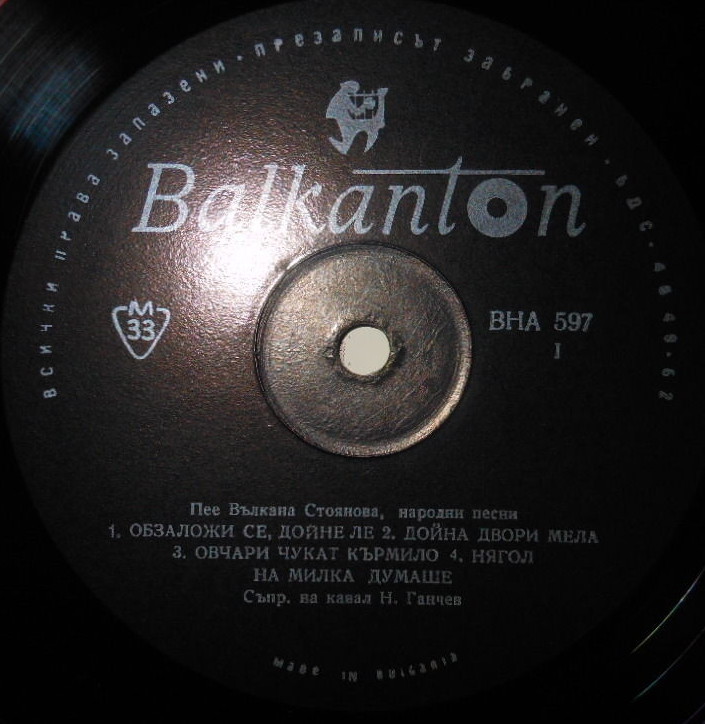 ВСИЧКИ ПРАВА ЗАПАЗЕНИ · ПРЕЗАПИСЪТ ЗАБРАНЕН · БДС · 4848-62
Balkanton
М
33
ВНА 597
I
Пее Вълкана Стоянова, народни песни
1. ОБЗАЛОЖИ СЕ, ДОЙНЕ ЛЕ 2. ДОЙНА ДВОРИ МЕЛА
3. ОВЧАРИ ЧУКАТ КЪРМИЛО 4. НЯГОЛ
НА МИЛКА ДУМАШЕ
Съпр. на кавал Н. Ганчев
MADE IN BULGARIA